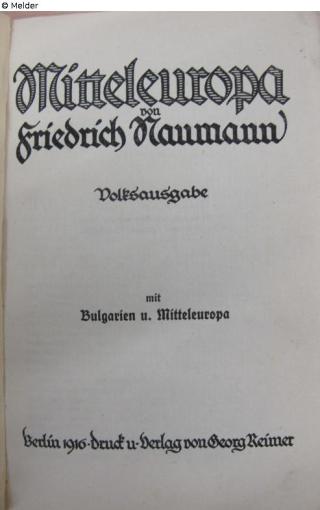 © Melder
Mitteleuropa
von
Friedrich Naumann
Volksausgabe
mit
Bulgarien u. Mitteleuropa
Berlin 1916 · Druck u· Verlag von Georg Reimer